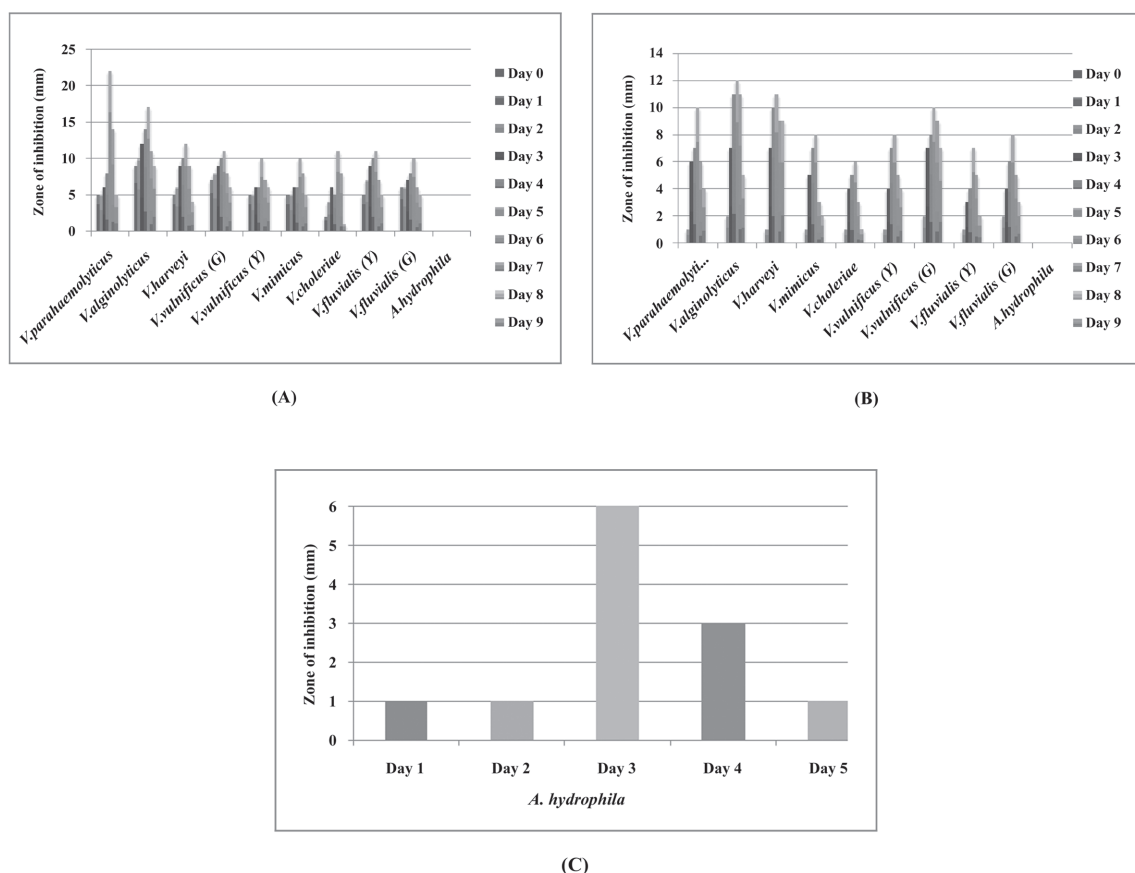 25
20
15
10
5
0
Zone of inhibition (mm)
V.parahaemolyticus
V.alginolyticus
V.harveyi
V.vulnificus (G)
V.vulnificus (Y)
V.mimicus
V.choleriae
V.fluvialis (Y)
V.fluvialis (G)
A.hydrophila
Day 0
Day 1
Day 2
Day 3
Day 4
Day 5
Day 6
Day 7
Day 8
Day 9
(A)
14
12
10
8
6
4
2
0
Zone of inhibition (mm)
V.parahaemolyti...
V.alginolyticus
V.harveyi
V.mimicus
V.choleriae
V.vulnificus (Y)
V.vulnificus (G)
V.fluvialis (Y)
V.fluvialis (G)
A.hydrophila
Day 0
Day 1
Day 2
Day 3
Day 4
Day 5
Day 6
Day 7
Day 8
Day 9
(B)
6
5
4
3
2
1
0
Zone of inhibition (mm)
Day 1 Day 2 Day 3 Day 4 Day 5
A. hydrophila
(C)